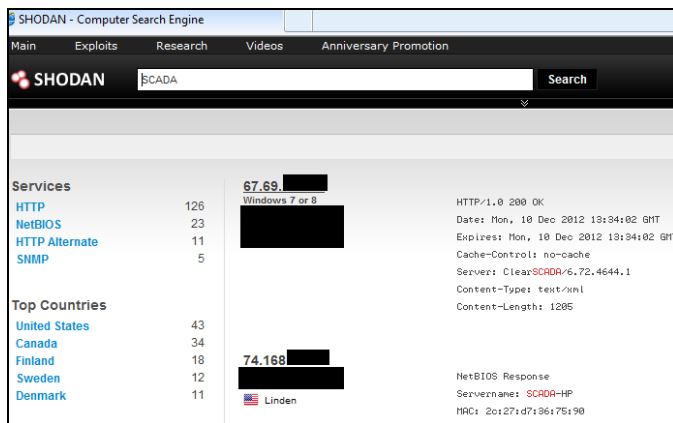 SHODAN - Computer Search Engine
Main Exploits Research Videos Anniversary Promotion
SHODAN SCADA Search
Services
HTTP 126
NetBIOS 23
HTTP Alternate 11
SNMP 5
Top Countries
United States 43
Canada 34
Finland 18
Sweden 12
Denmark 11
67.69.
Windows 7 or 8
HTTP/1.0 200 OK
Date: Mon, 10 Dec 2012 13:34:02 GMT
Expires: Mon, 10 Dec 2012 13:34:02 GM
Cache-Control: no-cache
Server: ClearSCADA/6.72.4644.1
Content-Type: text/xml
Content-Length: 1205
74.168
Linden
NetBIOS Response
Servername: SCADA-HP
MAC: 2c:27:d7:36:75:90